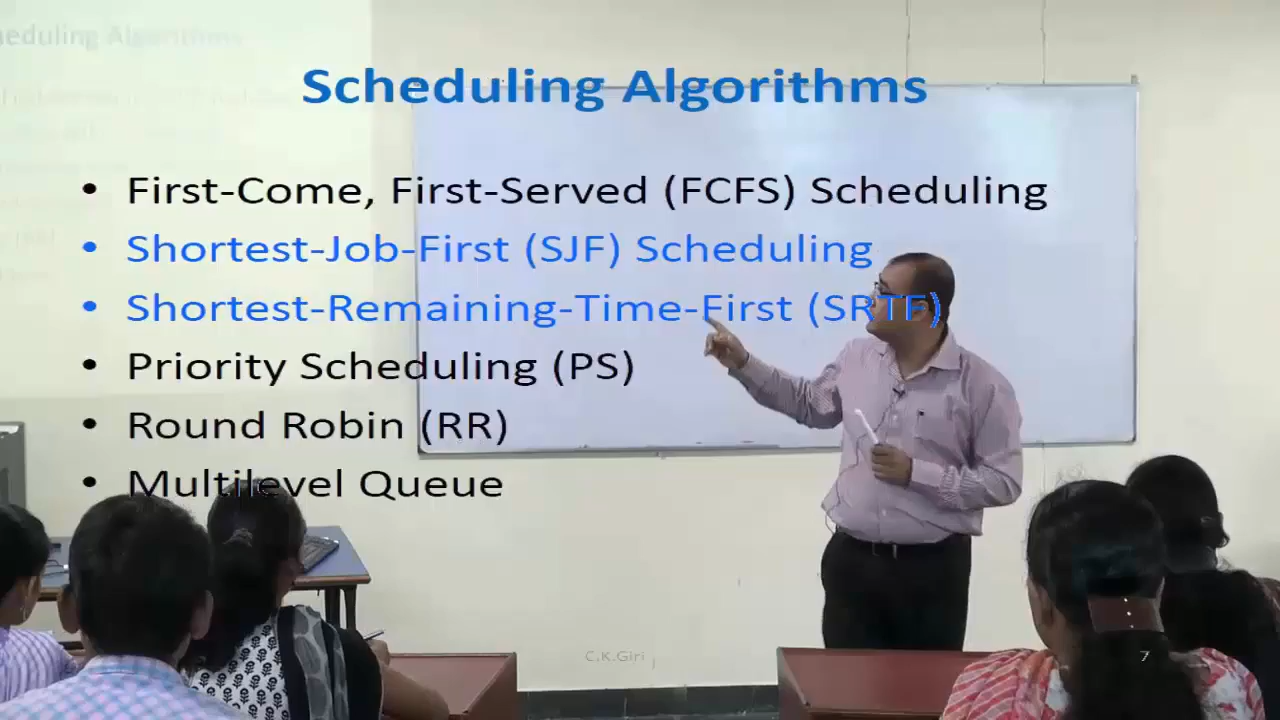 Scheduling Algorithms
• First-Come, First-Served (FCFS) Scheduling
• Shortest-Job-First (SJF) Scheduling
• Shortest-Remaining-Time-First (SRTF)
• Priority Scheduling (PS)
• Round Robin (RR)
• Multilevel Queue
C.K.Giri
7